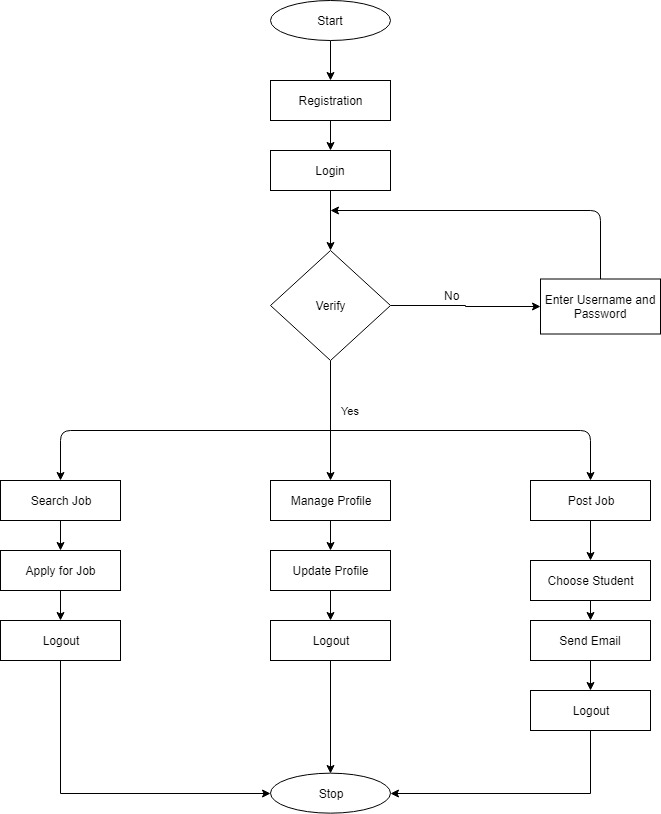 Start
Registration
Login
Verify
No
Enter Username and
Password
Yes
Search Job
Manage Profile
Post Job
Apply for Job
Update Profile
Choose Student
Logout
Logout
Send Email
Logout
Stop